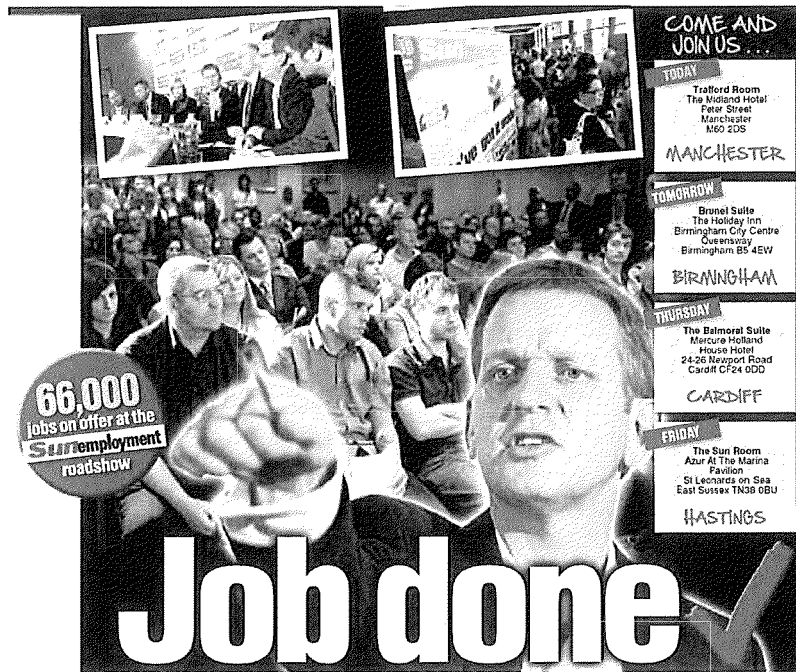 COME AND
JOIN US . . .
TODAY
Trafford Room
The Midland Hotel
Peter Street
Manchester
M60 2DS
MANCHESTER
TOMORROW
Brunel Suite
The Holiday Inn
Birmingham City Centre
Queensway
Birmingham B5 4EW
BIRMINGHAM
THURSDAY
The Balmoral Suite
Mercure Holland
House Hotel
24-26 Newport Road
Cardiff CF24 0DD
CARDIFF
FRIDAY
The Sun Room
Azur At The Marina
Pavilion
St Leonards on Sea
East Sussex TN38 0BU
HASTINGS
66,000
jobs on offer at the
Sunemployment
roadshow
Job done